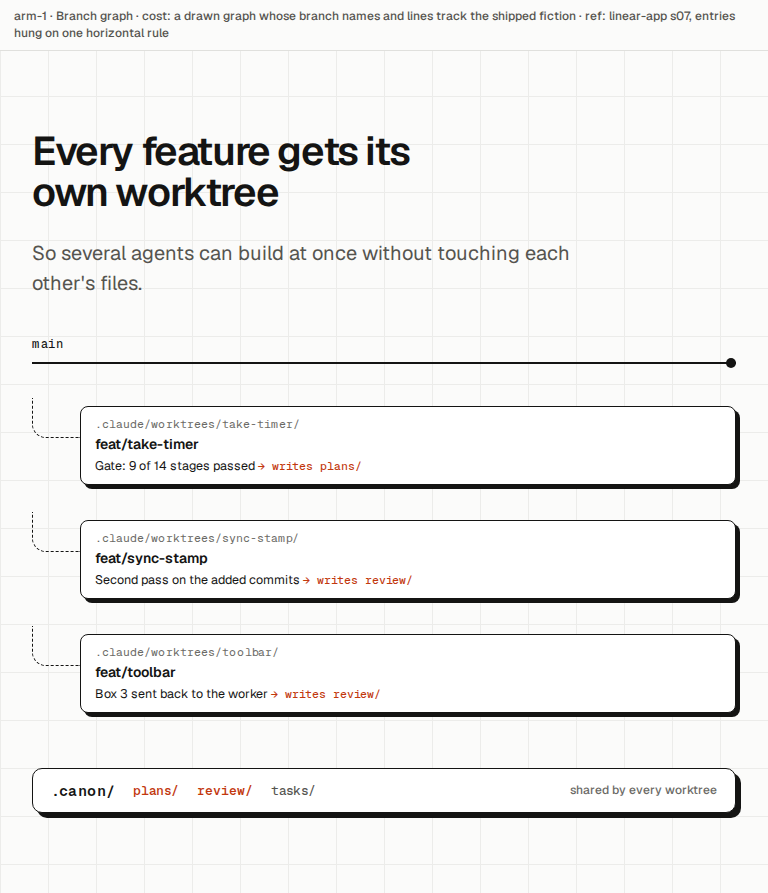 arm-1 · Branch graph · cost: a drawn graph whose branch names and lines track the shipped fiction · ref: linear-app s07, entries
hung on one horizontal rule
Every feature gets its
own worktree
So several agents can build at once without touching each
other's files.
main
.claude/worktrees/take-timer/
feat/take-timer
Gate: 9 of 14 stages passed → writes plans/
.claude/worktrees/sync-stamp/
feat/sync-stamp
Second pass on the added commits → writes review/
.claude/worktrees/toolbar/
feat/toolbar
Box 3 sent back to the worker → writes review/
.canon/ plans/ review/ tasks/ shared by every worktree